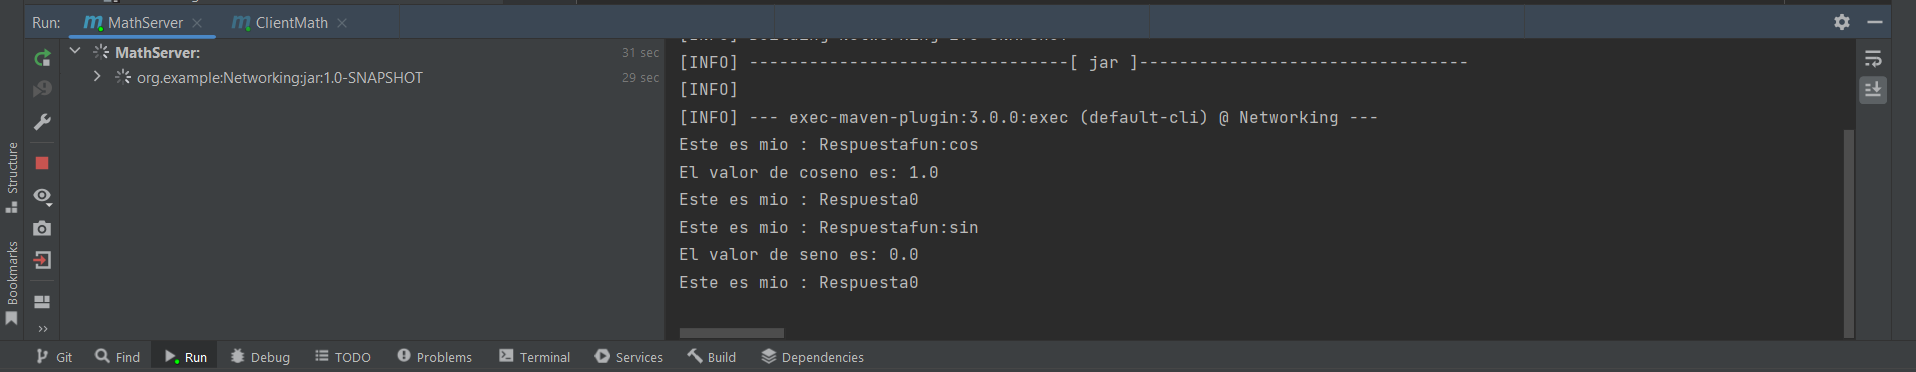 Run: MathServer ClientMath
MathServer: 31 sec
org.example:Networking:jar:1.0-SNAPSHOT 29 sec
[INFO] --------------------------------[ jar ]---------------------------------
[INFO]
[INFO] --- exec-maven-plugin:3.0.0:exec (default-cli) @ Networking ---
Este es mio : Respuestafun:cos
El valor de coseno es: 1.0
Este es mio : Respuesta0
Este es mio : Respuestafun:sin
El valor de seno es: 0.0
Este es mio : Respuesta0
Structure
Bookmarks
Git Find Run Debug TODO Problems Terminal Services Build Dependencies